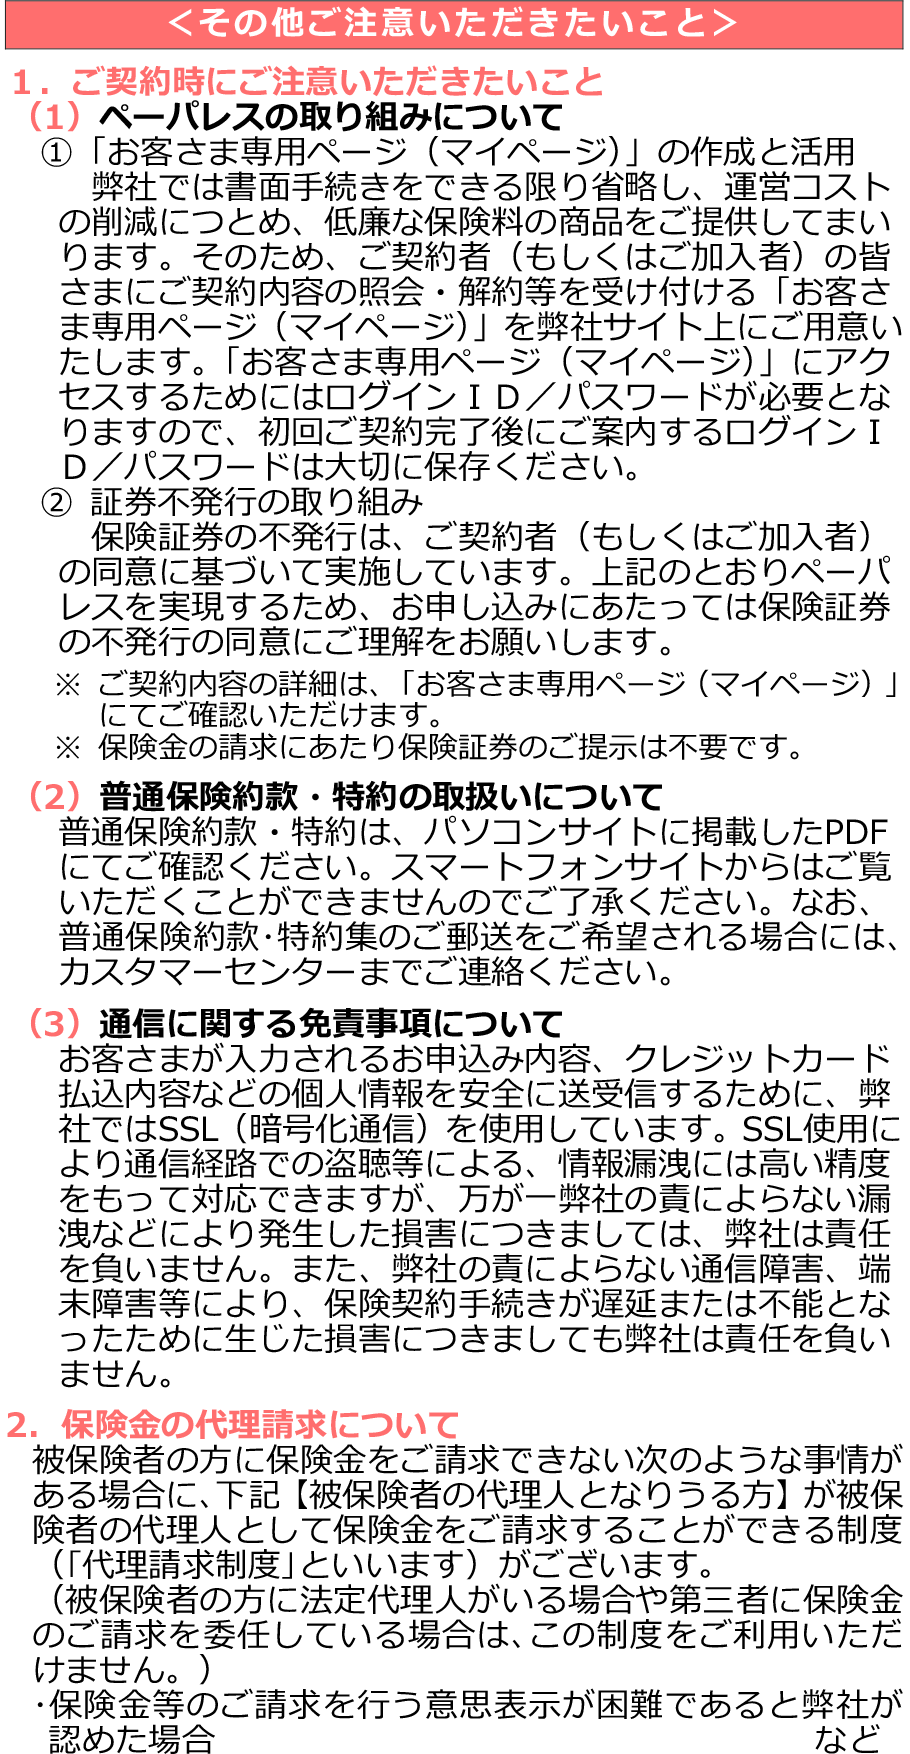 ＜その他ご注意いただきたいこと＞
１．ご契約時にご注意いただきたいこと
（1）ペーパレスの取り組みについて
①「お客さま専用ページ（マイページ）」の作成と活用
弊社では書面手続きをできる限り省略し、運営コスト
の削減につとめ、低廉な保険料の商品をご提供してまい
ります。そのため、ご契約者（もしくはご加入者）の皆
さまにご契約内容の照会・解約等を受け付ける「お客さ
ま専用ページ（マイページ）」を弊社サイト上にご用意い
たします。「お客さま専用ページ（マイページ）」にアク
セスするためにはログインＩＤ／パスワードが必要とな
りますので、初回ご契約完了後にご案内するログインＩ
Ｄ／パスワードは大切に保存ください。
② 証券不発行の取り組み
保険証券の不発行は、ご契約者（もしくはご加入者）
の同意に基づいて実施しています。上記のとおりペーパ
レスを実現するため、お申し込みにあたっては保険証券
の不発行の同意にご理解をお願いします。
※ ご契約内容の詳細は、「お客さま専用ページ（マイページ）」
にてご確認いただけます。
※ 保険金の請求にあたり保険証券のご提示は不要です。
（2）普通保険約款・特約の取扱いについて
普通保険約款・特約は、パソコンサイトに掲載したPDF
にてご確認ください。スマートフォンサイトからはご覧
いただくことができませんのでご了承ください。なお、
普通保険約款・特約集のご郵送をご希望される場合には、
カスタマーセンターまでご連絡ください。
（3）通信に関する免責事項について
お客さまが入力されるお申込み内容、クレジットカード
払込内容などの個人情報を安全に送受信するために、弊
社ではSSL（暗号化通信）を使用しています。SSL使用に
より通信経路での盗聴等による、情報漏洩には高い精度
をもって対応できますが、万が一弊社の責によらない漏
洩などにより発生した損害につきましては、弊社は責任
を負いません。また、弊社の責によらない通信障害、端
末障害等により、保険契約手続きが遅延または不能とな
ったために生じた損害につきましても弊社は責任を負い
ません。
2．保険金の代理請求について
被保険者の方に保険金をご請求できない次のような事情が
ある場合に、下記【被保険者の代理人となりうる方】が被保
険者の代理人として保険金をご請求することができる制度
（「代理請求制度」といいます）がございます。
（被保険者の方に法定代理人がいる場合や第三者に保険金
のご請求を委任している場合は、この制度をご利用いただ
けません。）
・保険金等のご請求を行う意思表示が困難であると弊社が
認めた場合 など